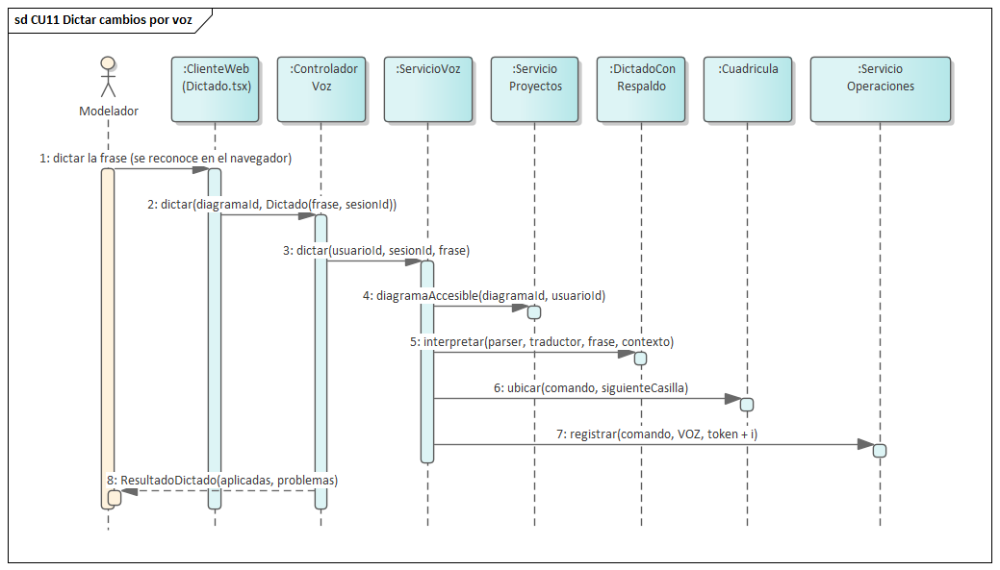 sd CU11 Dictar cambios por voz
Modelador
:ClienteWeb
(Dictado.tsx)
:Controlador
Voz
:ServicioVoz
:Servicio
Proyectos
:DictadoCon
Respaldo
:Cuadricula
:Servicio
Operaciones
1: dictar la frase (se reconoce en el navegador)
2: dictar(diagramaId, Dictado(frase, sesionId))
3: dictar(usuarioId, sesionId, frase)
4: diagramaAccesible(diagramaId, usuarioId)
5: interpretar(parser, traductor, frase, contexto)
6: ubicar(comando, siguienteCasilla)
7: registrar(comando, VOZ, token + i)
8: ResultadoDictado(aplicadas, problemas)